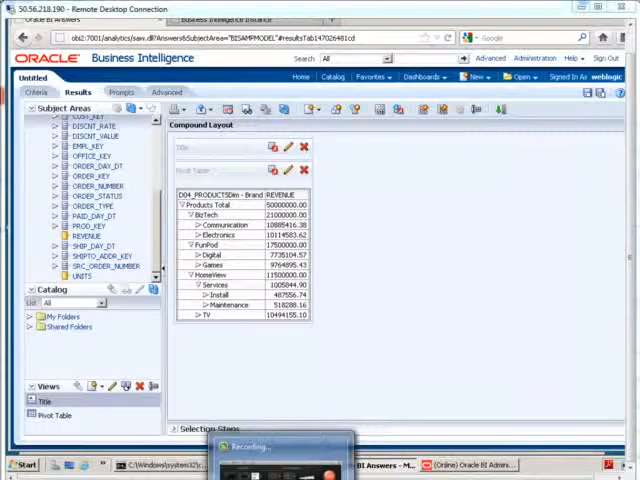 50.56.218.190 - Remote Desktop Connection
Oracle BI Answers
Business Intelligence Instance
obi2:7001/analytics/saw.dll?Answers&SubjectArea="BISAMPMODEL"#resultsTab147026481cd
Google
ORACLE Business Intelligence
Search All
Advanced Administration Help Sign Out
Untitled
Home Catalog Favorites Dashboards New Open Signed In As weblogic
Criteria Results Prompts Advanced
Subject Areas
COST_KEY
DISCNT_RATE
DISCNT_VALUE
EMPL_KEY
OFFICE_KEY
ORDER_DAY_DT
ORDER_KEY
ORDER_NUMBER
ORDER_STATUS
ORDER_TYPE
PAID_DAY_DT
PROD_KEY
REVENUE
SHIP_DAY_DT
SHIPTO_ADDR_KEY
SRC_ORDER_NUMBER
UNITS
Catalog
List All
My Folders
Shared Folders
Views
Title
Pivot Table
Compound Layout
Title
Pivot Table
D04_PRODUCTSDim - Brand REVENUE
Products Total 50000000.00
BizTech 21000000.00
Communication 10885416.38
Electronics 10114583.62
FunPod 17500000.00
Digital 7735104.57
Games 9764895.43
HomeView 11500000.00
Services 1005844.90
Install 487556.74
Maintenance 518288.16
TV 10494155.10
Selection Steps
Recording...
Start
C:\Windows\system32\c...
BI Answers - M...
(Online) Oracle BI Admins...